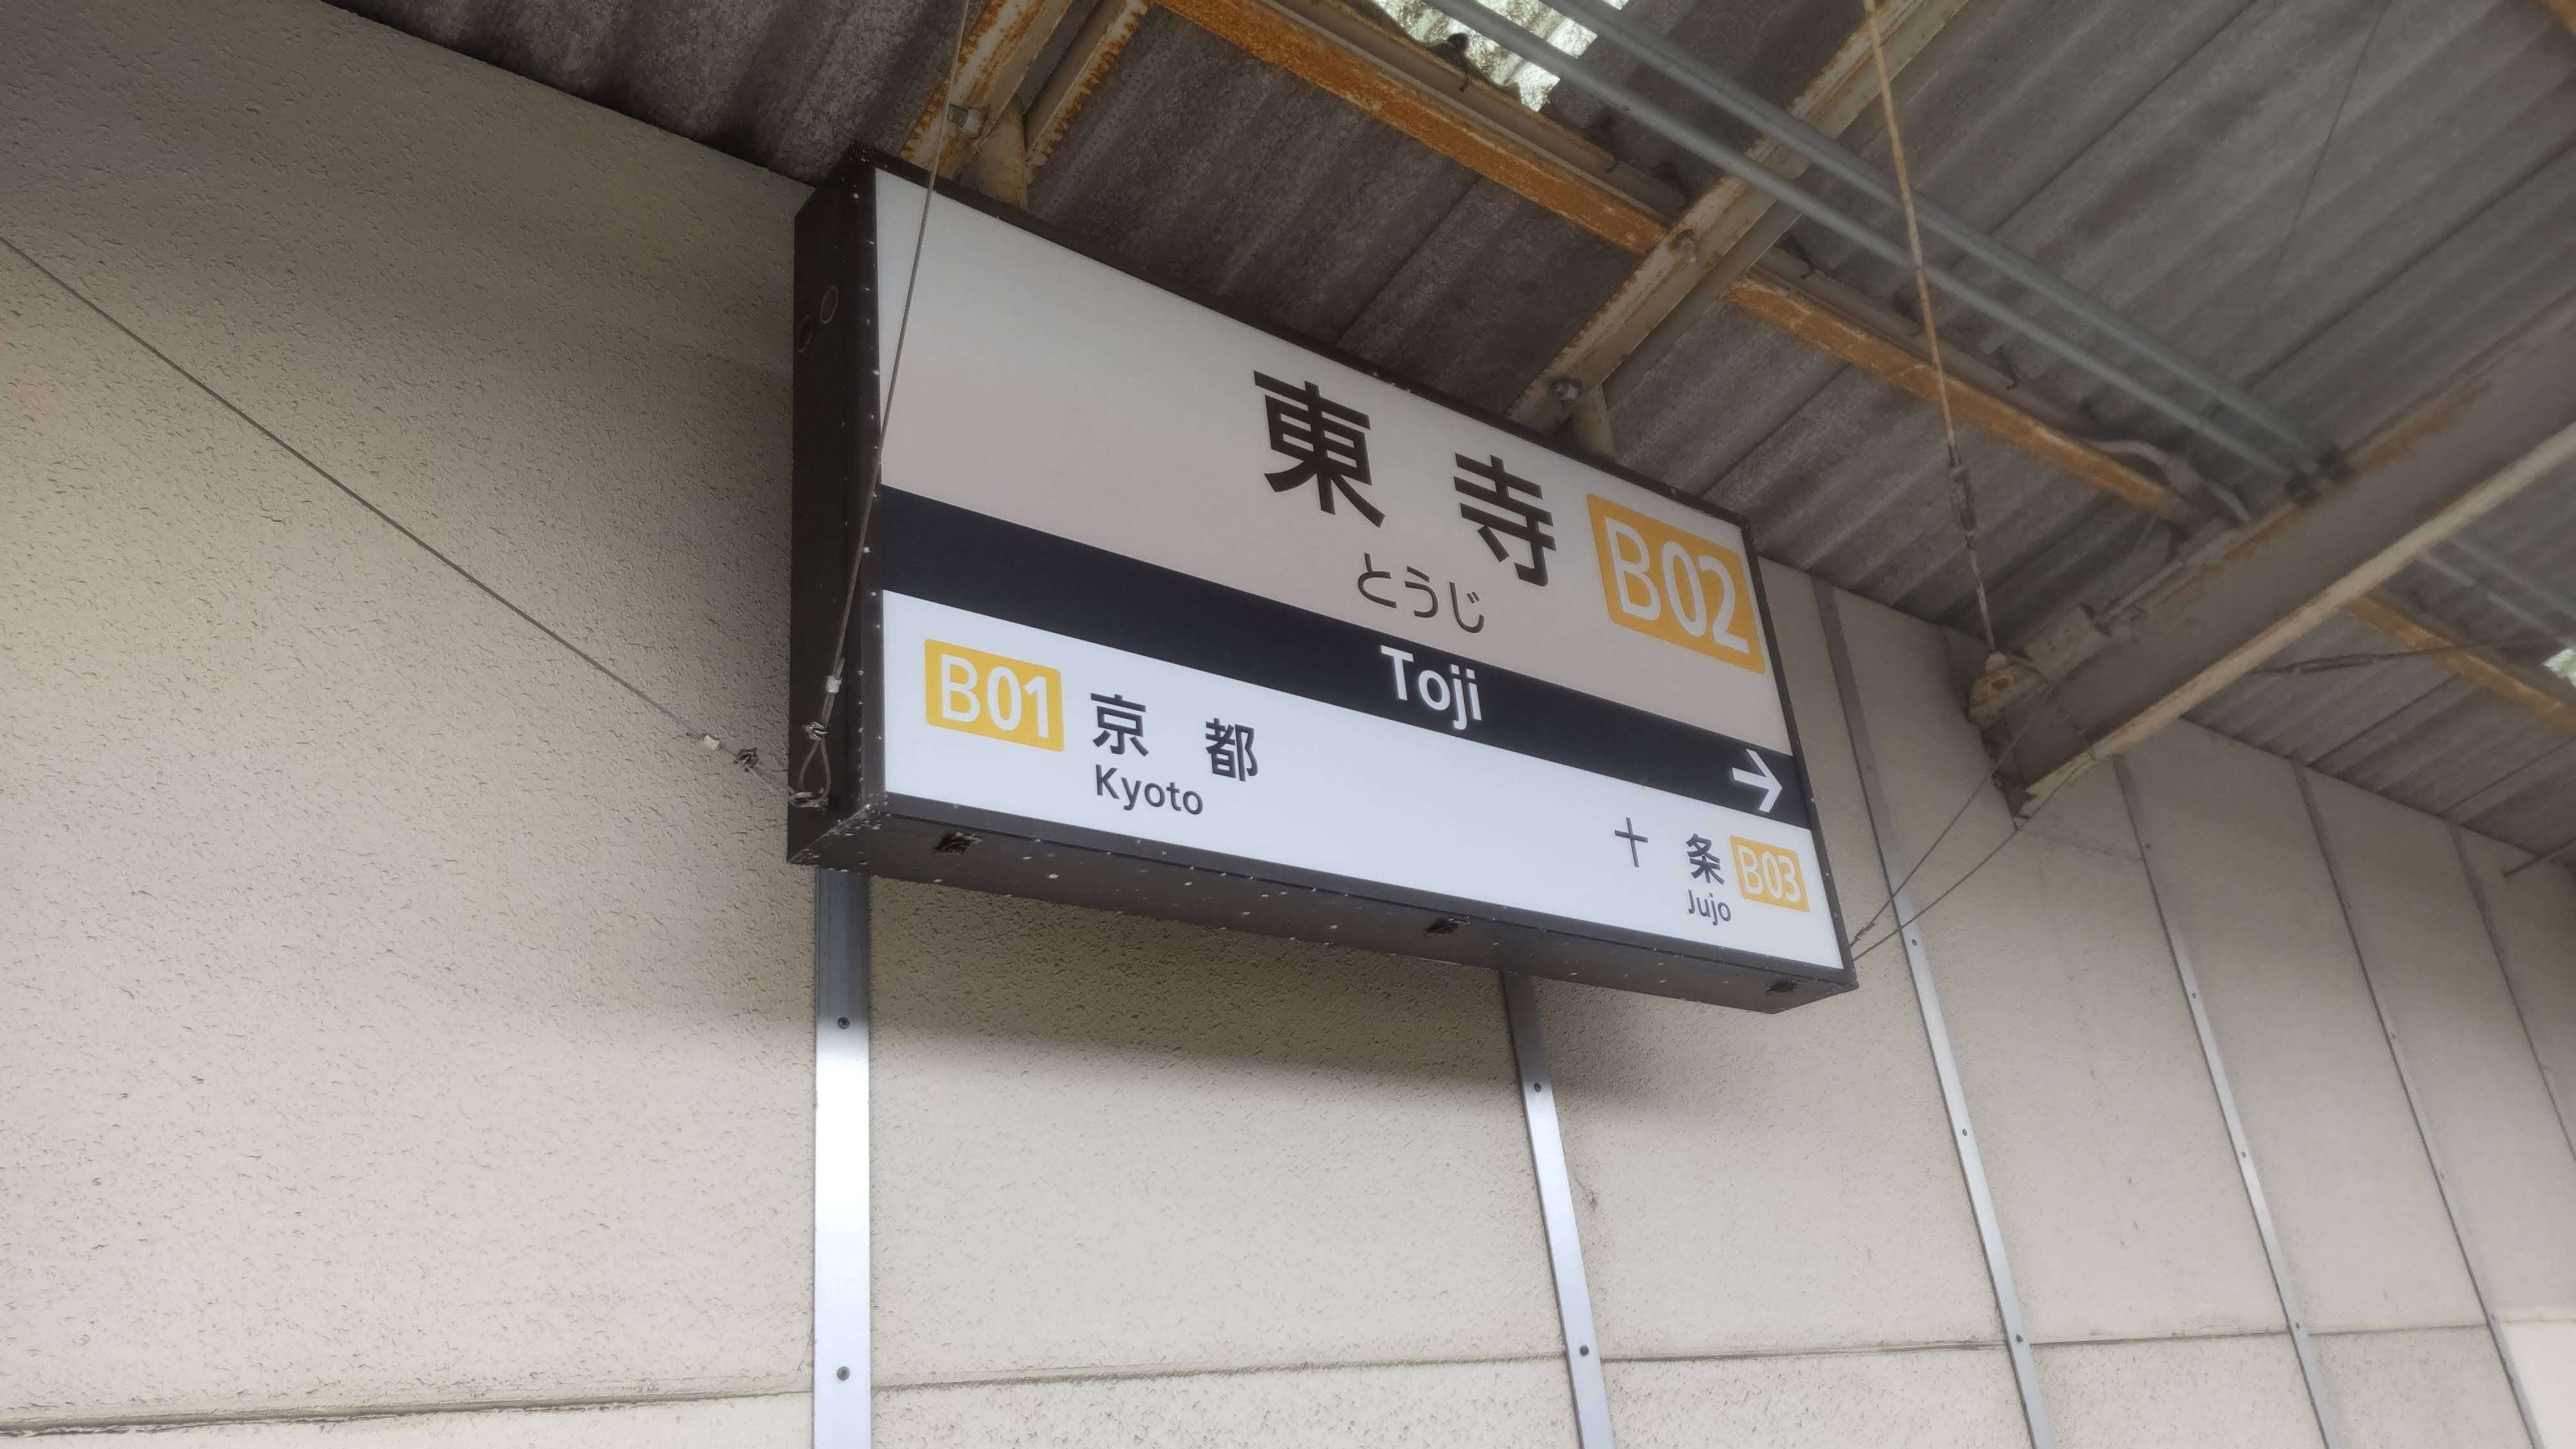 東寺 B02
とうじ
Toji
→
B01 京都
Kyoto
十条 B03
Jujo